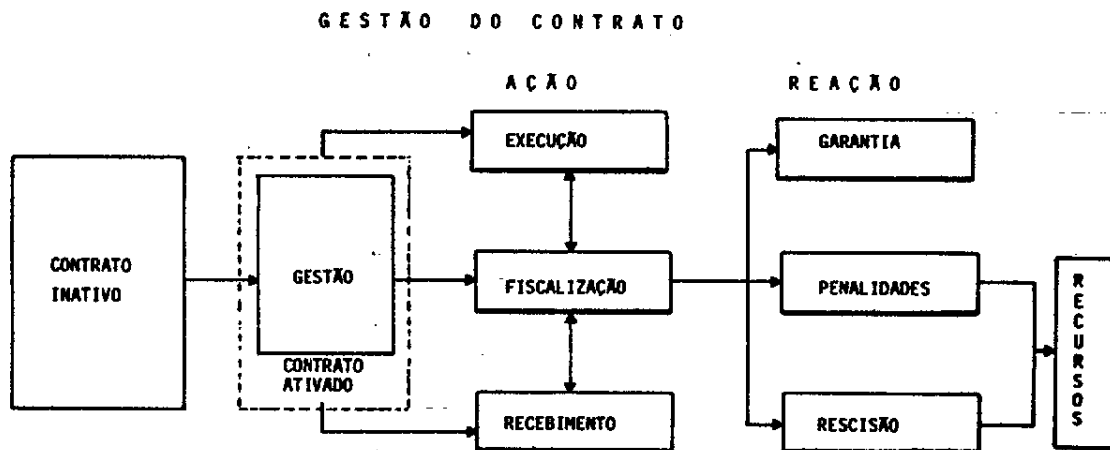 GESTÃO DO CONTRATO
AÇÃO
REAÇÃO
EXECUÇÃO
GARANTIA
CONTRATO
INATIVO
GESTÃO
FISCALIZAÇÃO
PENALIDADES
RECURSOS
CONTRATO
ATIVADO
RECEBIMENTO
RESCISÃO